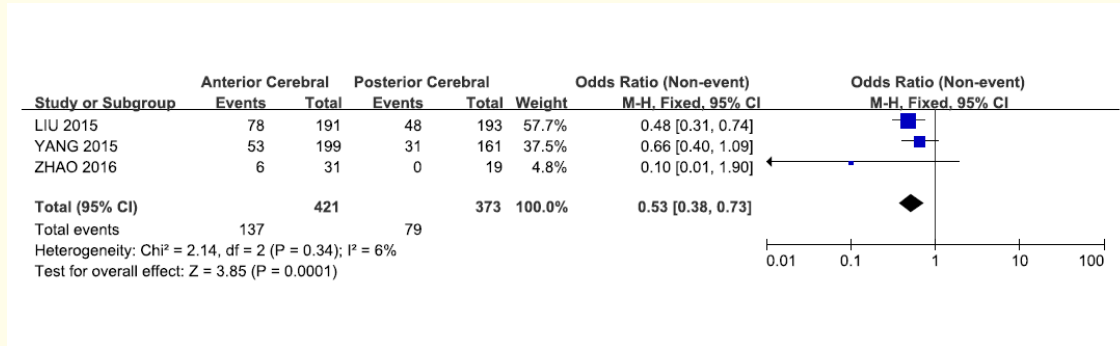 Anterior Cerebral Posterior Cerebral Odds Ratio (Non-event) Odds Ratio (Non-event)
Study or Subgroup Events Total Events Total Weight M-H, Fixed, 95% CI M-H, Fixed, 95% CI
LIU 2015 78 191 48 193 57.7% 0.48 [0.31, 0.74]
YANG 2015 53 199 31 161 37.5% 0.66 [0.40, 1.09]
ZHAO 2016 6 31 0 19 4.8% 0.10 [0.01, 1.90]
Total (95% CI) 421 373 100.0% 0.53 [0.38, 0.73]
Total events 137 79
Heterogeneity: Chi² = 2.14, df = 2 (P = 0.34); I² = 6%
Test for overall effect: Z = 3.85 (P = 0.0001)
0.01 0.1 1 10 100